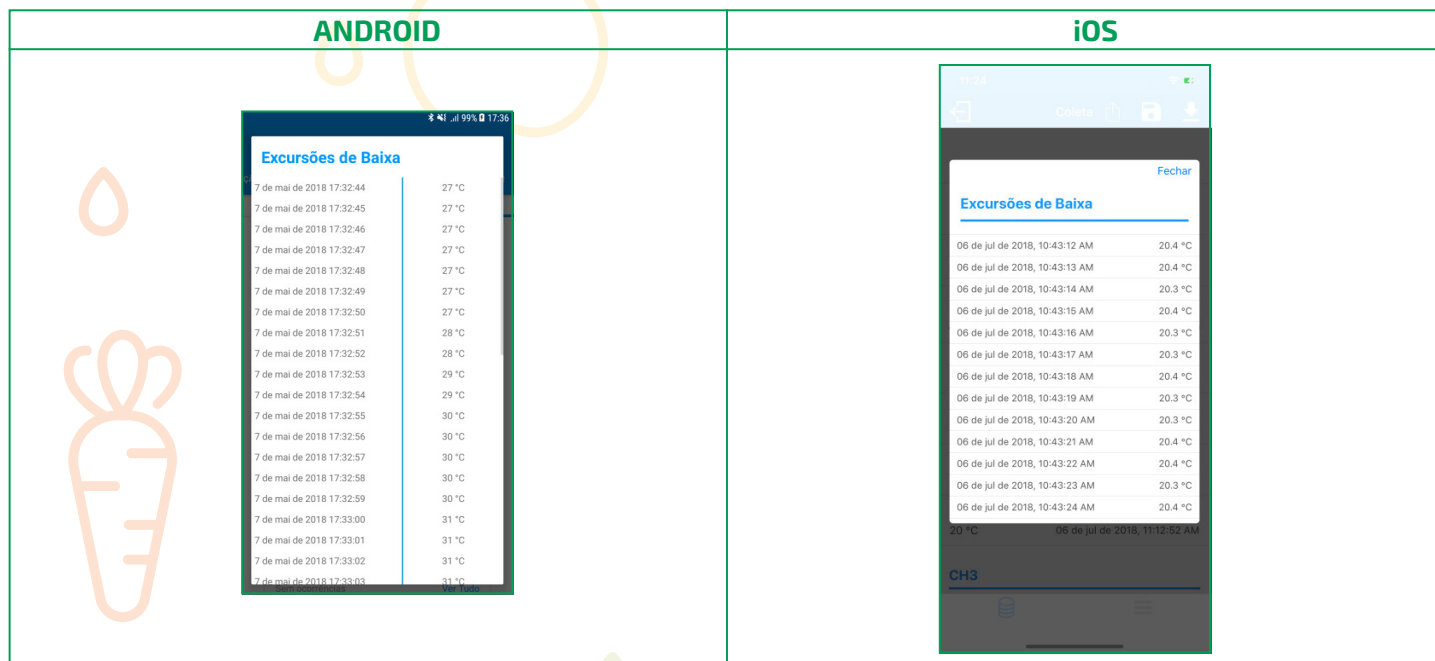 ANDROID
iOS
99% 17:36
Excursões de Baixa
7 de mai de 2018 17:32:44 27 °C
7 de mai de 2018 17:32:45 27 °C
7 de mai de 2018 17:32:46 27 °C
7 de mai de 2018 17:32:47 27 °C
7 de mai de 2018 17:32:48 27 °C
7 de mai de 2018 17:32:49 27 °C
7 de mai de 2018 17:32:50 27 °C
7 de mai de 2018 17:32:51 28 °C
7 de mai de 2018 17:32:52 28 °C
7 de mai de 2018 17:32:53 29 °C
7 de mai de 2018 17:32:54 29 °C
7 de mai de 2018 17:32:55 30 °C
7 de mai de 2018 17:32:56 30 °C
7 de mai de 2018 17:32:57 30 °C
7 de mai de 2018 17:32:58 30 °C
7 de mai de 2018 17:32:59 30 °C
7 de mai de 2018 17:33:00 31 °C
7 de mai de 2018 17:33:01 31 °C
7 de mai de 2018 17:33:02 31 °C
7 de mai de 2018 17:33:03 31 °C
Sem ocorrências Ver Tudo
11:24
Coleta
Fechar
Excursões de Baixa
06 de jul de 2018, 10:43:12 AM 20.4 °C
06 de jul de 2018, 10:43:13 AM 20.4 °C
06 de jul de 2018, 10:43:14 AM 20.3 °C
06 de jul de 2018, 10:43:15 AM 20.4 °C
06 de jul de 2018, 10:43:16 AM 20.3 °C
06 de jul de 2018, 10:43:17 AM 20.3 °C
06 de jul de 2018, 10:43:18 AM 20.4 °C
06 de jul de 2018, 10:43:19 AM 20.3 °C
06 de jul de 2018, 10:43:20 AM 20.3 °C
06 de jul de 2018, 10:43:21 AM 20.4 °C
06 de jul de 2018, 10:43:22 AM 20.4 °C
06 de jul de 2018, 10:43:23 AM 20.3 °C
06 de jul de 2018, 10:43:24 AM 20.4 °C
20 °C 06 de jul de 2018, 11:12:52 AM
CH3